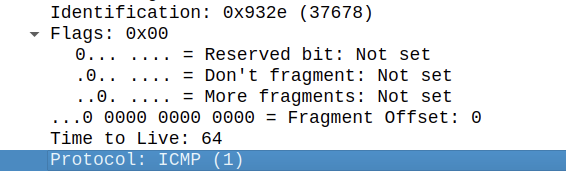 Identification: 0x932e (37678)
Flags: 0x00
0... .... = Reserved bit: Not set
.0.. .... = Don't fragment: Not set
..0. .... = More fragments: Not set
...0 0000 0000 0000 = Fragment Offset: 0
Time to Live: 64
Protocol: ICMP (1)